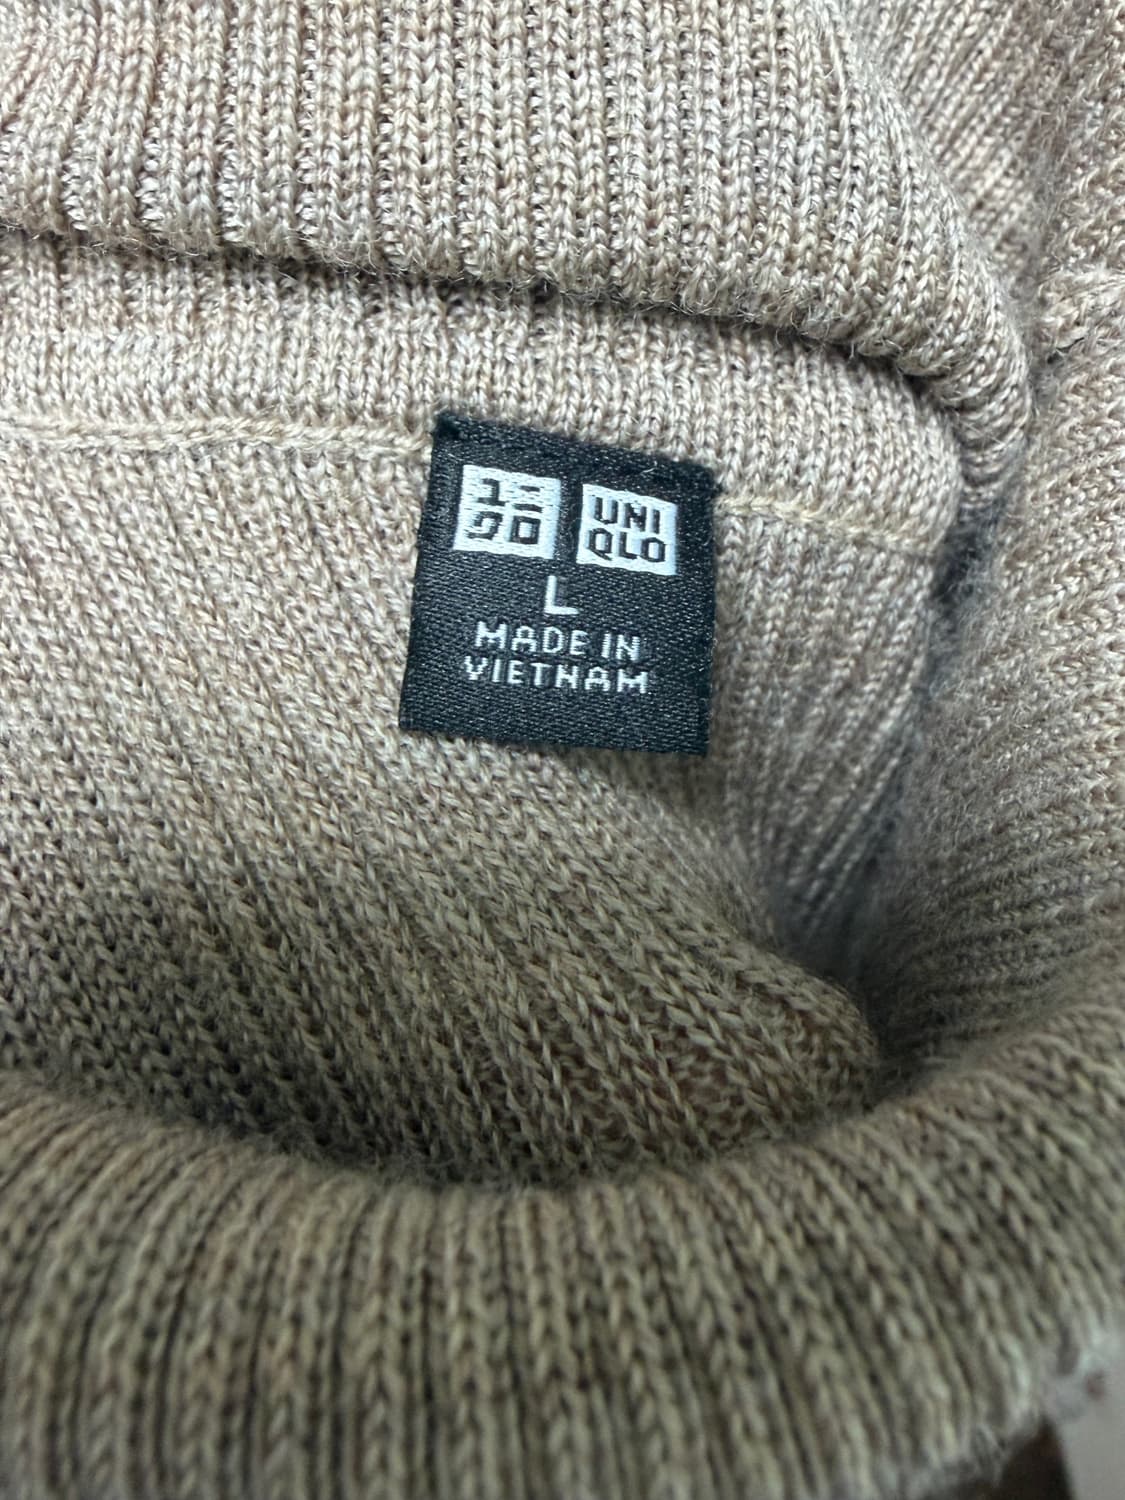 ユニ UNI
クロ QLO
L
MADE IN
VIETNAM